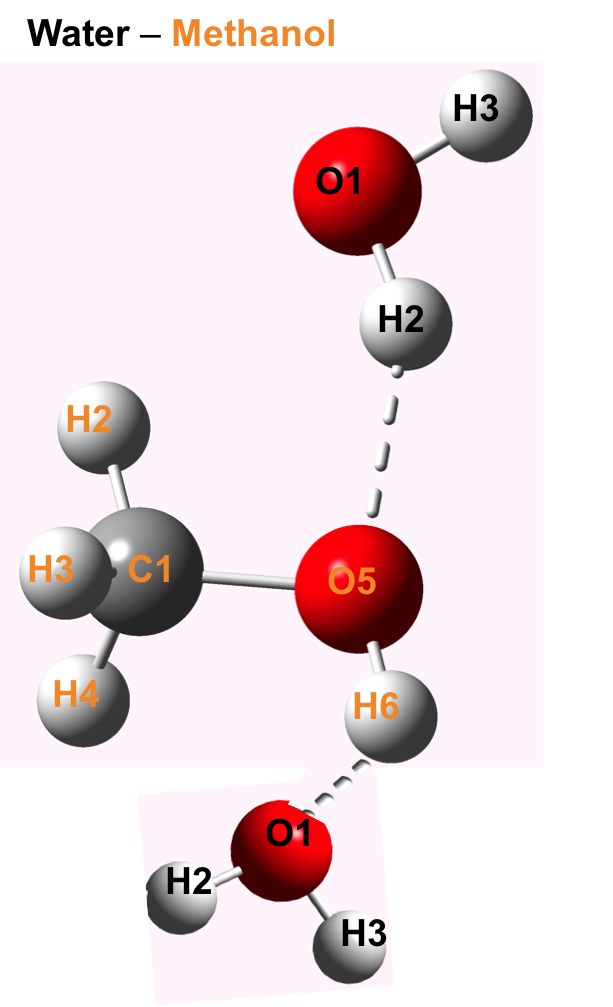 Water – Methanol
H3
O1
H2
H2
H3
C1
O5
H4
H6
O1
H2
H3